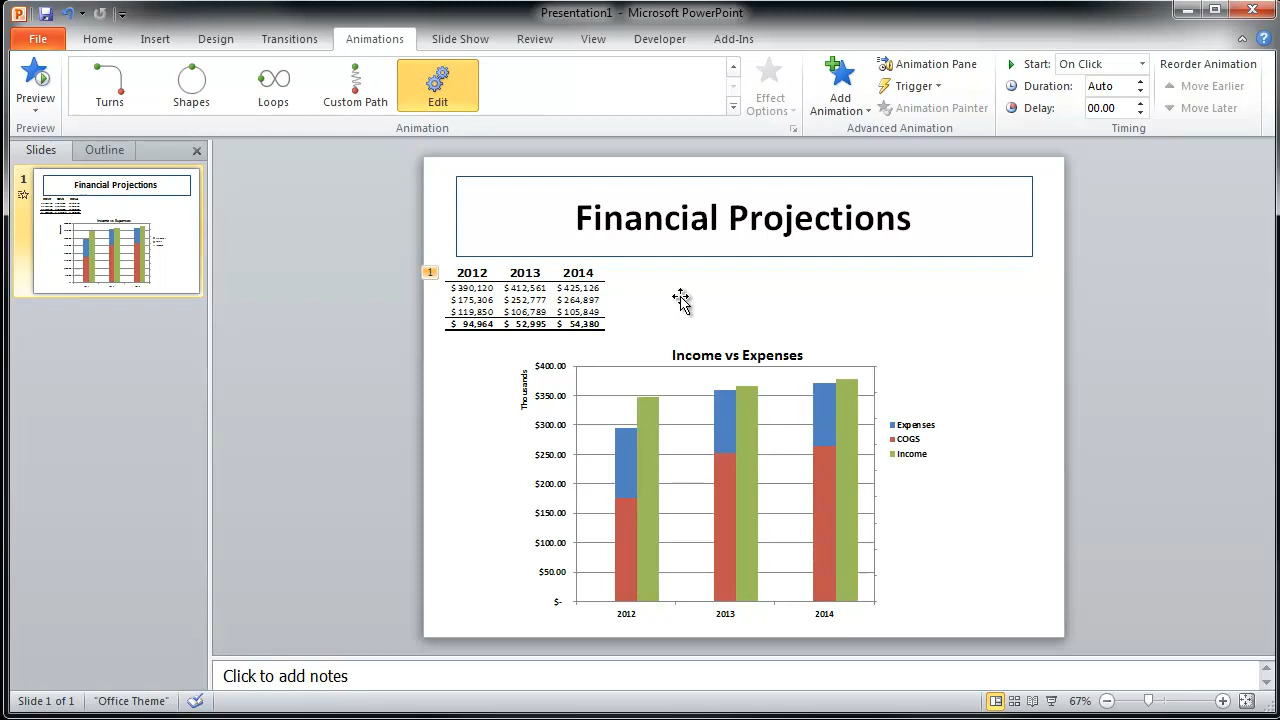 Presentation1 - Microsoft PowerPoint
File Home Insert Design Transitions Animations Slide Show Review View Developer Add-Ins
Preview
Turns Shapes Loops Custom Path Edit
Effect Options
Add Animation
Animation Pane
Trigger
Animation Painter
Start: On Click
Duration: Auto
Delay: 00.00
Reorder Animation
Move Earlier
Move Later
Preview Animation Advanced Animation Timing
Slides Outline
1
Financial Projections
Income vs Expenses
Financial Projections
1
2012 2013 2014
$ 390,120 $ 412,561 $ 425,126
$ 175,306 $ 252,777 $ 264,897
$ 119,850 $ 106,789 $ 105,849
$ 94,964 $ 52,995 $ 54,380
Income vs Expenses
Thousands
$400.00
$350.00
$300.00
$250.00
$200.00
$150.00
$100.00
$50.00
$-
2012 2013 2014
Expenses
COGS
Income
Click to add notes
Slide 1 of 1 "Office Theme" 67%